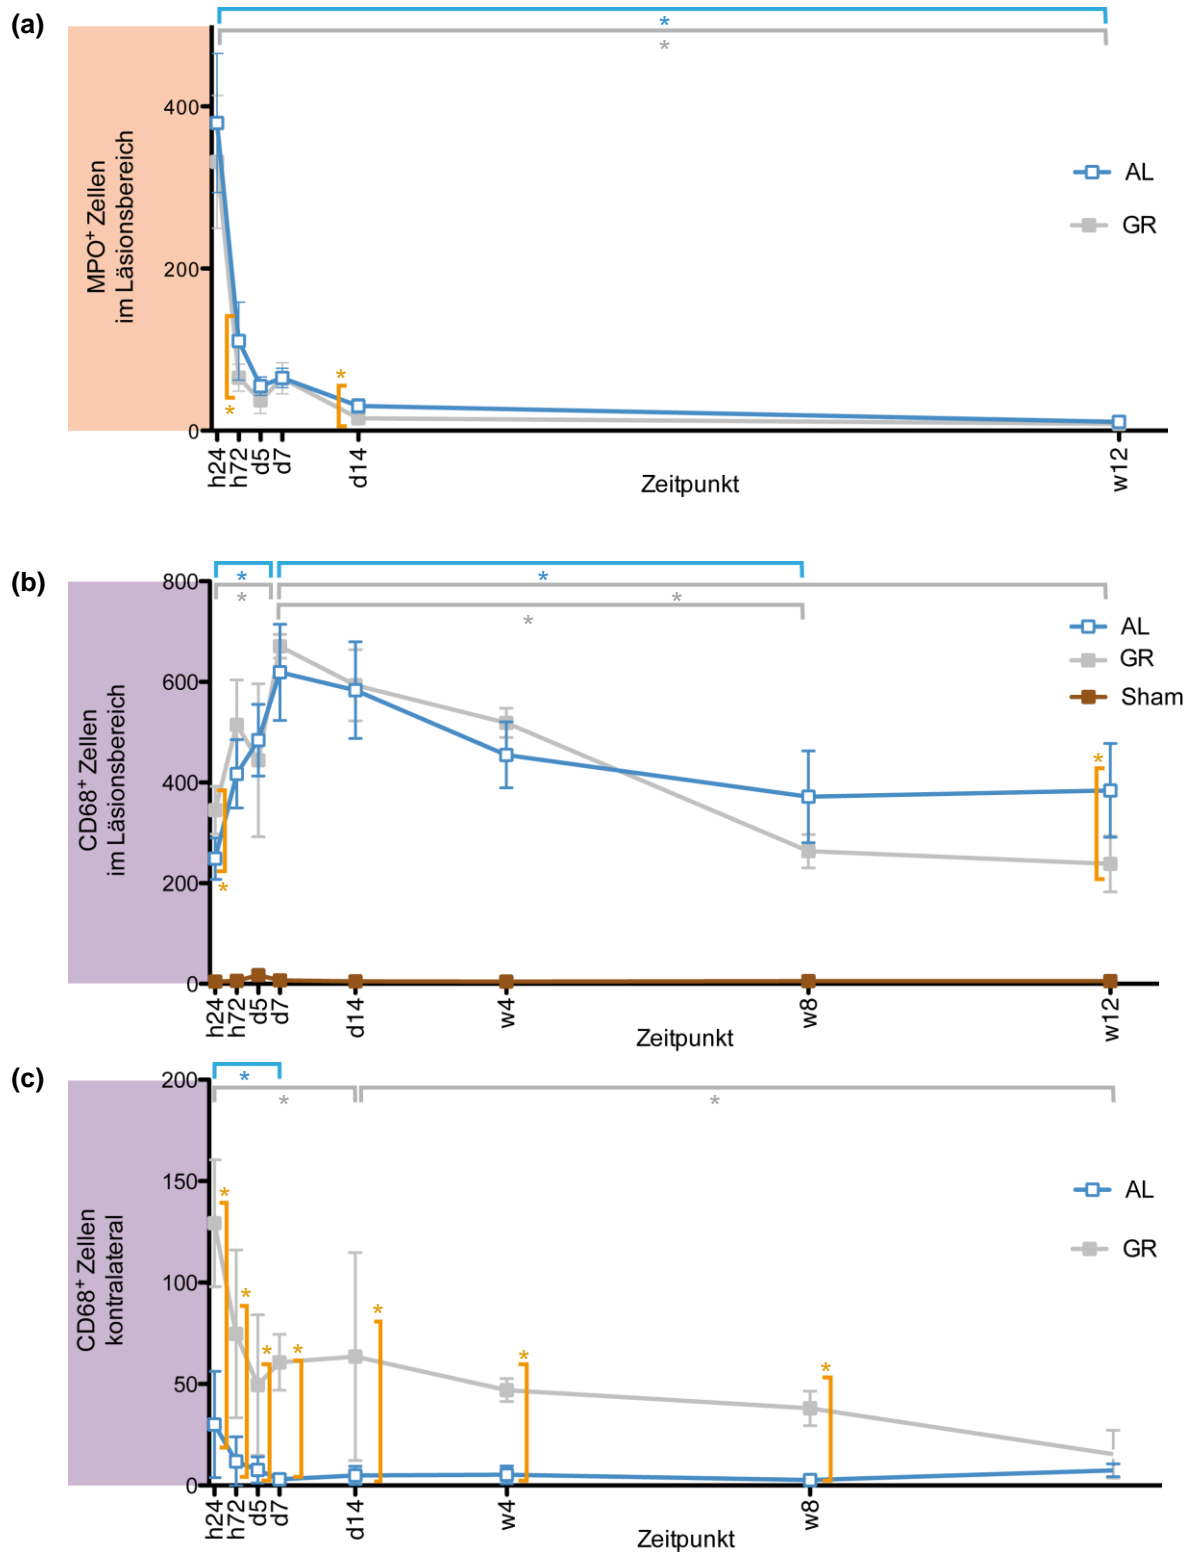 (a)
*
*
400
200
0
MPO⁺ Zellen
im Läsionsbereich
AL
GR
*
*
h24
h72
d5
d7
d14
w12
Zeitpunkt
(b)
*
*
*
*
*
800
600
400
200
0
CD68⁺ Zellen
im Läsionsbereich
AL
GR
Sham
*
*
h24
h72
d5
d7
d14
w4
w8
w12
Zeitpunkt
(c)
*
*
*
200
150
100
50
0
CD68⁺ Zellen
kontralateral
AL
GR
*
*
*
*
*
*
*
h24
h72
d5
d7
d14
w4
w8
Zeitpunkt